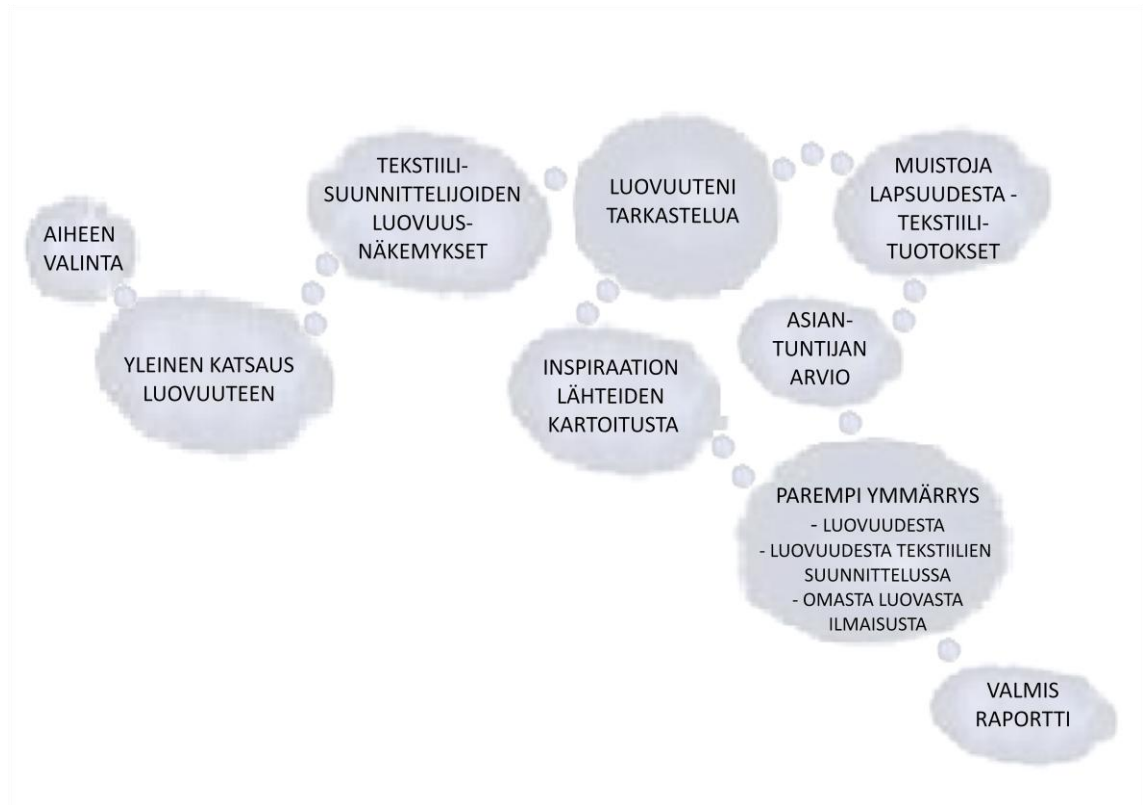 AIHEEN
VALINTA
YLEINEN KATSAUS
LUOVUUTEEN
TEKSTIILI-
SUUNNITTELIJOIDEN
LUOVUUS-
NÄKEMYKSET
LUOVUUTENI
TARKASTELUA
MUISTOJA
LAPSUUDESTA -
TEKSTIILI-
TUOTOKSET
INSPIRAATION
LÄHTEIDEN
KARTOITUSTA
ASIAN-
TUNTIJAN
ARVIO
PAREMPI YMMÄRRYS
- LUOVUUDESTA
- LUOVUUDESTA TEKSTIILIEN
SUUNNITTELUSSA
- OMASTA LUOVASTA
ILMAISUSTA
VALMIS
RAPORTTI